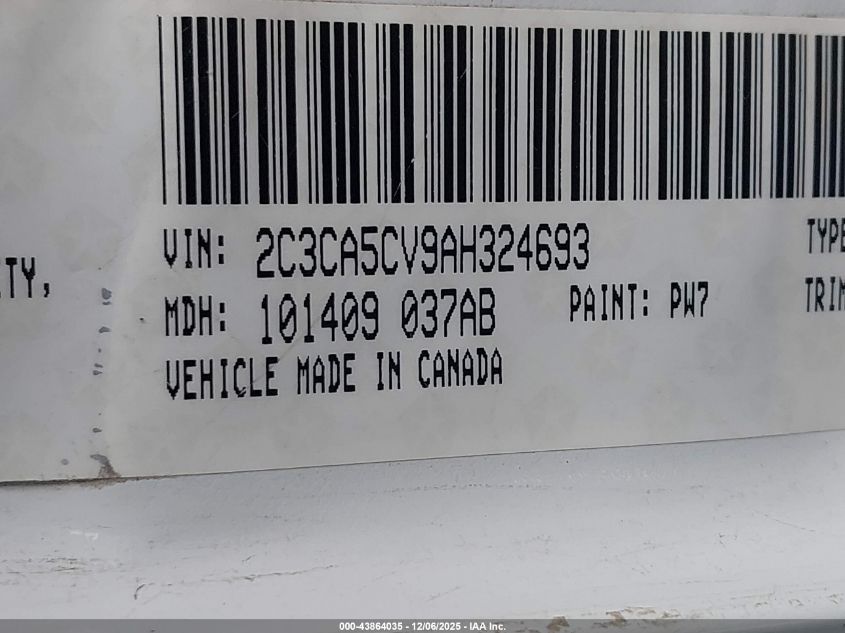 VIN: 2C3CA5CV9AH324693 TYPE
ITY,
MDH: 101409 037AB PAINT: PW7 TRIM
VEHICLE MADE IN CANADA
000-43864035 - 12/06/2025 - IAA Inc.